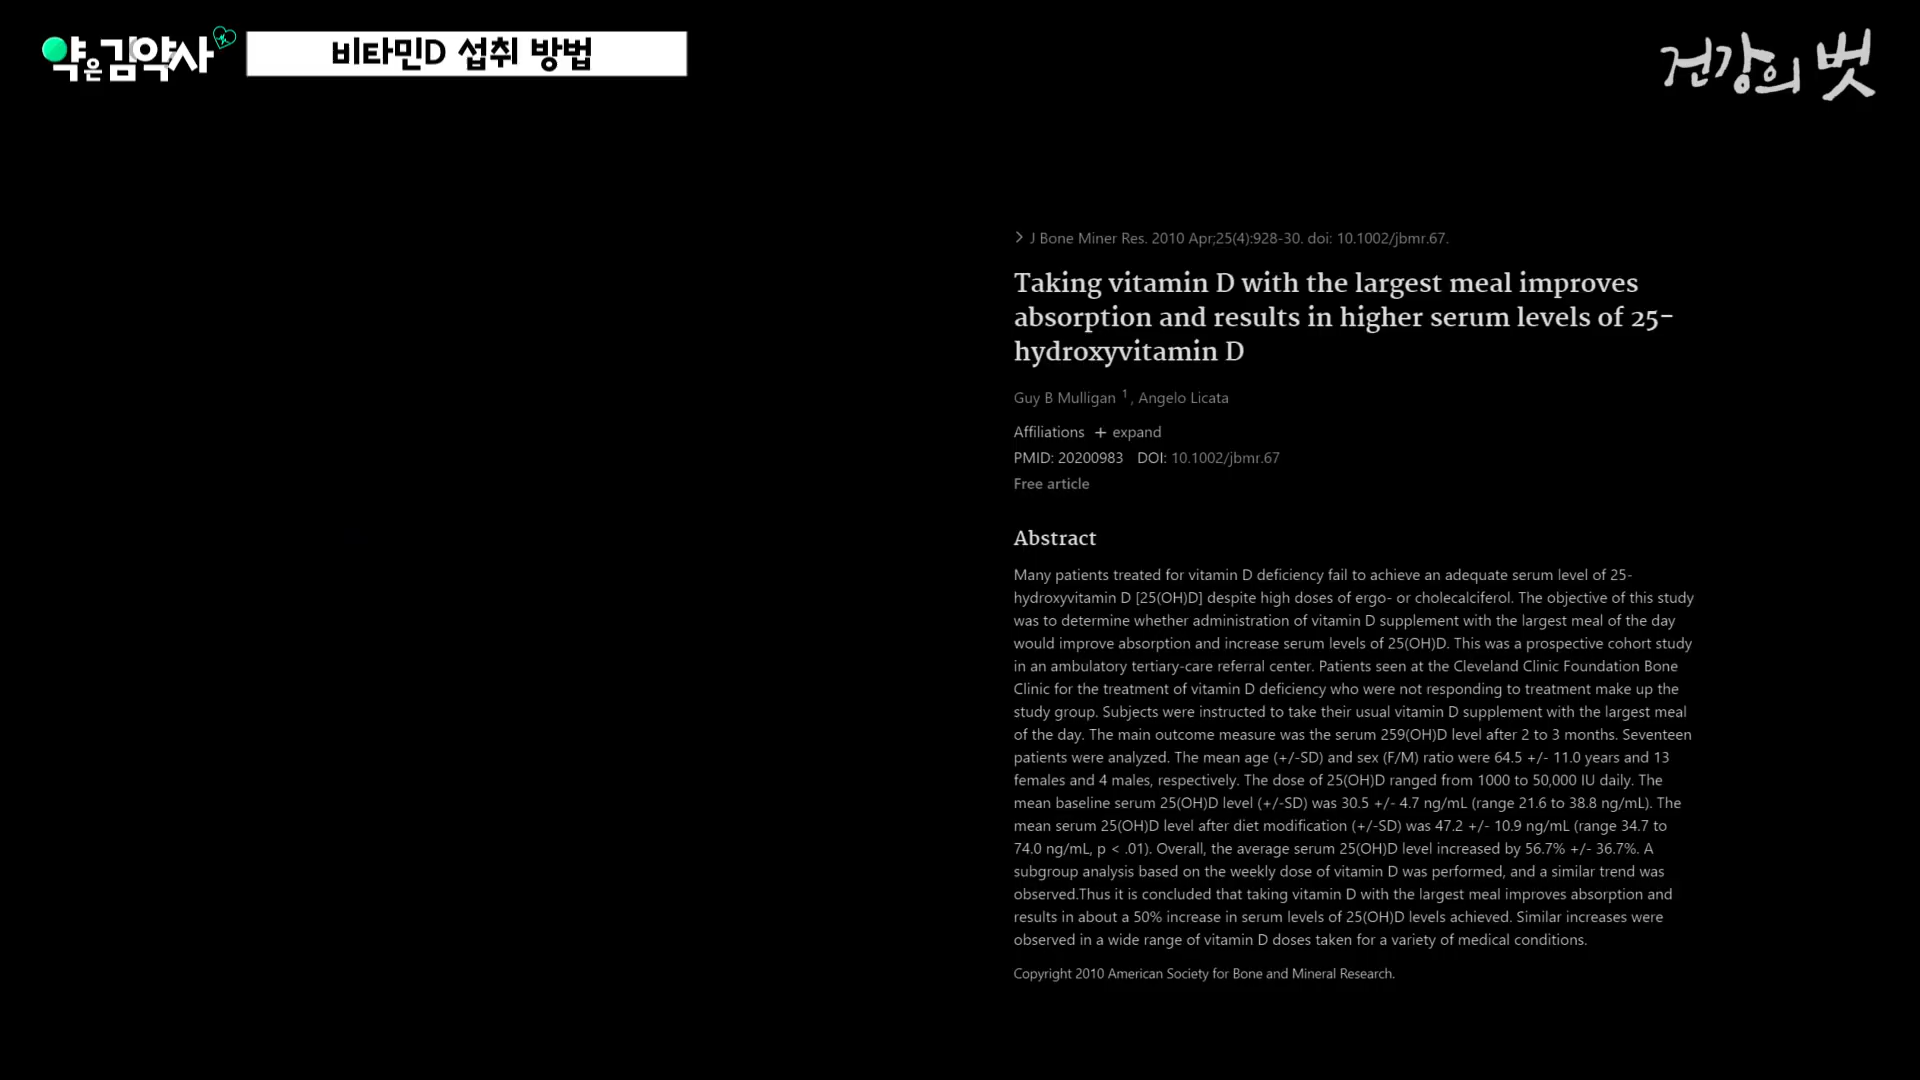 약은 김약사
비타민D 섭취 방법
건강의 벗
> J Bone Miner Res. 2010 Apr;25(4):928-30. doi: 10.1002/jbmr.67.
Taking vitamin D with the largest meal improves
absorption and results in higher serum levels of 25-
hydroxyvitamin D
Guy B Mulligan 1, Angelo Licata
Affiliations + expand
PMID: 20200983 DOI: 10.1002/jbmr.67
Free article
Abstract
Many patients treated for vitamin D deficiency fail to achieve an adequate serum level of 25-
hydroxyvitamin D [25(OH)D] despite high doses of ergo- or cholecalciferol. The objective of this study
was to determine whether administration of vitamin D supplement with the largest meal of the day
would improve absorption and increase serum levels of 25(OH)D. This was a prospective cohort study
in an ambulatory tertiary-care referral center. Patients seen at the Cleveland Clinic Foundation Bone
Clinic for the treatment of vitamin D deficiency who were not responding to treatment make up the
study group. Subjects were instructed to take their usual vitamin D supplement with the largest meal
of the day. The main outcome measure was the serum 259(OH)D level after 2 to 3 months. Seventeen
patients were analyzed. The mean age (+/-SD) and sex (F/M) ratio were 64.5 +/- 11.0 years and 13
females and 4 males, respectively. The dose of 25(OH)D ranged from 1000 to 50,000 IU daily. The
mean baseline serum 25(OH)D level (+/-SD) was 30.5 +/- 4.7 ng/mL (range 21.6 to 38.8 ng/mL). The
mean serum 25(OH)D level after diet modification (+/-SD) was 47.2 +/- 10.9 ng/mL (range 34.7 to
74.0 ng/mL, p < .01). Overall, the average serum 25(OH)D level increased by 56.7% +/- 36.7%. A
subgroup analysis based on the weekly dose of vitamin D was performed, and a similar trend was
observed.Thus it is concluded that taking vitamin D with the largest meal improves absorption and
results in about a 50% increase in serum levels of 25(OH)D levels achieved. Similar increases were
observed in a wide range of vitamin D doses taken for a variety of medical conditions.
Copyright 2010 American Society for Bone and Mineral Research.